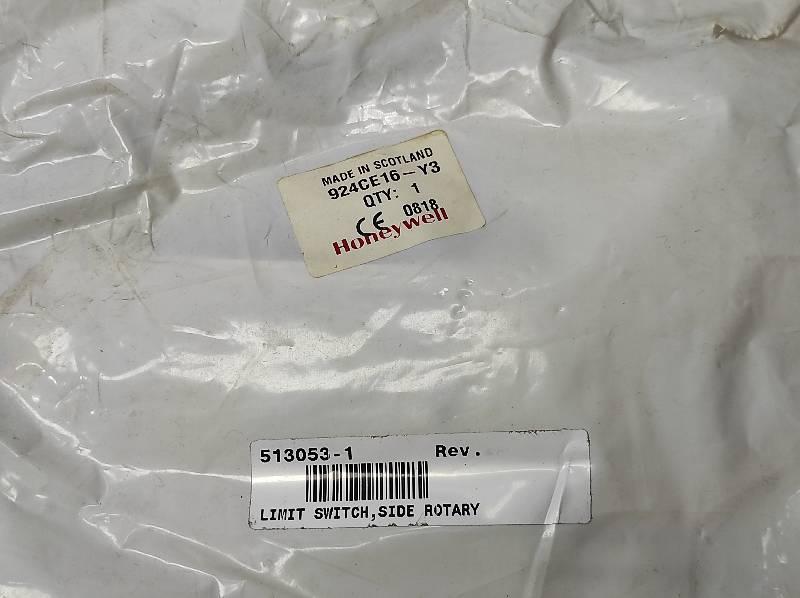 MADE IN SCOTLAND
924CE16-Y3
QTY: 1
CE 0818
Honeywell
513053-1 Rev.
LIMIT SWITCH,SIDE ROTARY